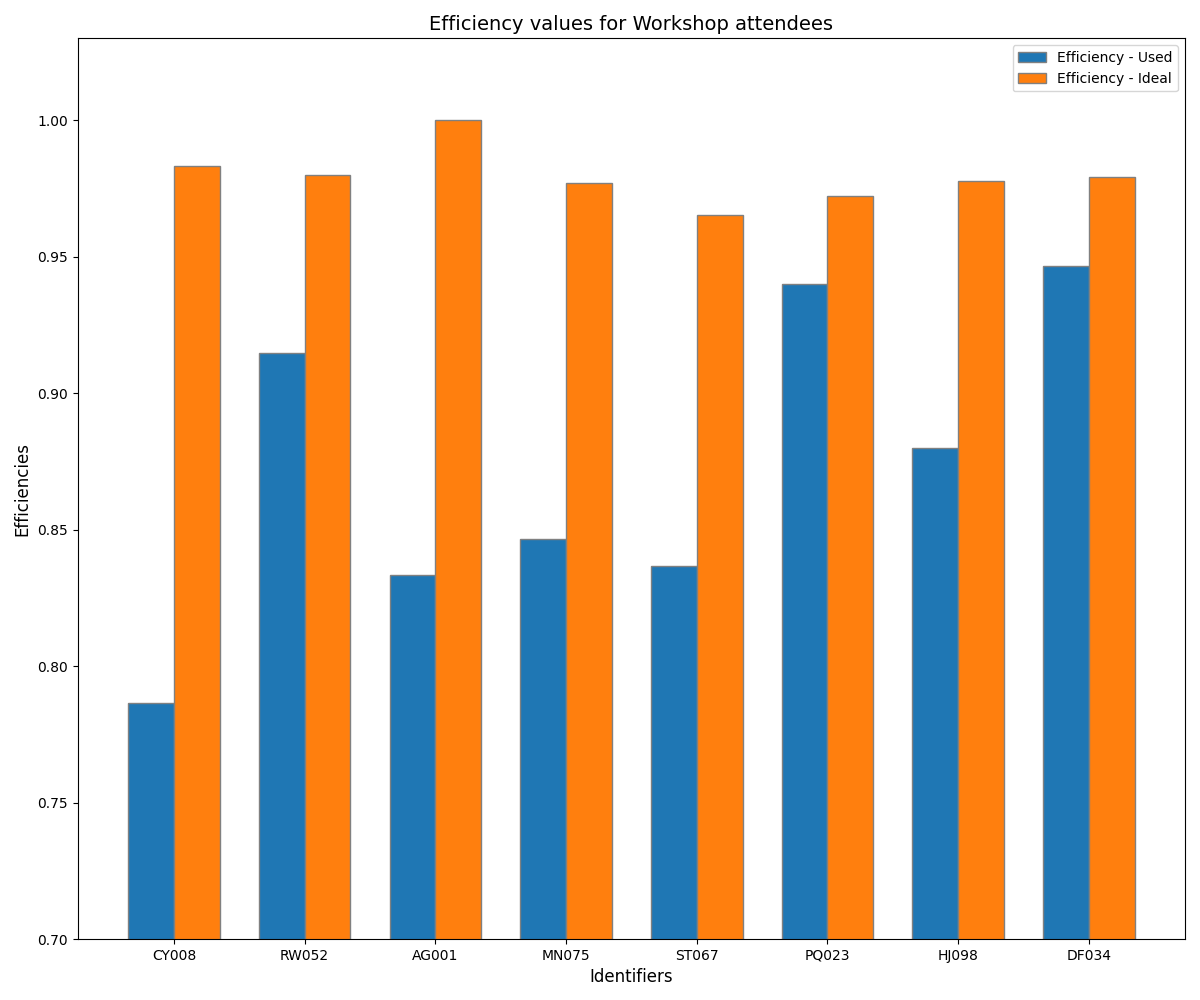 Efficiency values for Workshop attendees
Efficiency - Used
Efficiency - Ideal
1.00
0.95
0.90
0.85
0.80
0.75
0.70
Efficiencies
CY008 RW052 AG001 MN075 ST067 PQ023 HJ098 DF034
Identifiers